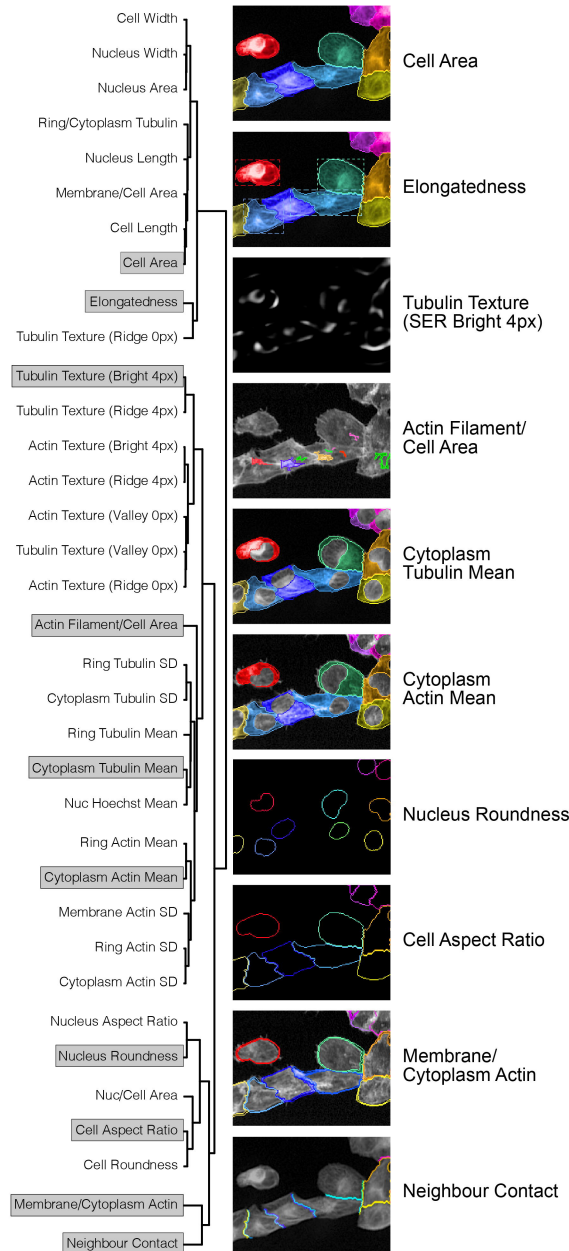 Cell Width
Nucleus Width
Nucleus Area
Ring/Cytoplasm Tubulin
Nucleus Length
Membrane/Cell Area
Cell Length
Cell Area
Elongatedness
Tubulin Texture (Ridge 0px)
Tubulin Texture (Bright 4px)
Tubulin Texture (Ridge 4px)
Actin Texture (Bright 4px)
Actin Texture (Ridge 4px)
Actin Texture (Valley 0px)
Tubulin Texture (Valley 0px)
Actin Texture (Ridge 0px)
Actin Filament/Cell Area
Ring Tubulin SD
Cytoplasm Tubulin SD
Ring Tubulin Mean
Cytoplasm Tubulin Mean
Nuc Hoechst Mean
Ring Actin Mean
Cytoplasm Actin Mean
Membrane Actin SD
Ring Actin SD
Cytoplasm Actin SD
Nucleus Aspect Ratio
Nucleus Roundness
Nuc/Cell Area
Cell Aspect Ratio
Cell Roundness
Membrane/Cytoplasm Actin
Neighbour Contact
Cell Area
Elongatedness
Tubulin Texture
(SER Bright 4px)
Actin Filament/
Cell Area
Cytoplasm
Tubulin Mean
Cytoplasm
Actin Mean
Nucleus Roundness
Cell Aspect Ratio
Membrane/
Cytoplasm Actin
Neighbour Contact